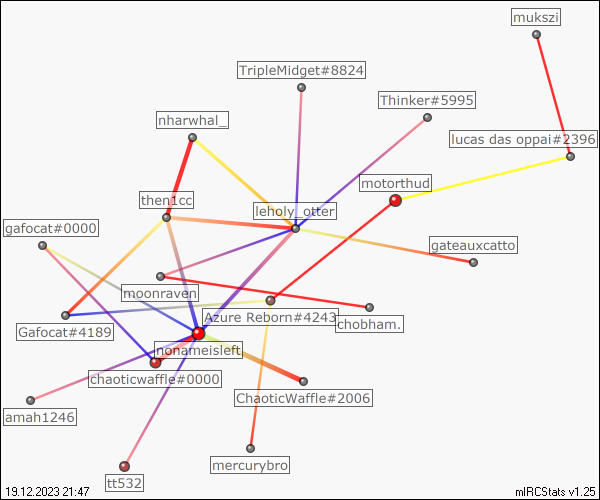 mukszi
TripleMidget#8824
Thinker#5995
nharwhal_
lucas das oppai#2396
motorthud
then1cc
leholy_otter
gafocat#0000
gateauxcatto
moonraven
Azure Reborn#4243
chobham.
Gafocat#4189
nonameisleft
chaoticwaffle#0000
ChaoticWaffle#2006
amah1246
mercurybro
tt532
19.12.2023 21:47
mIRCStats v1.25